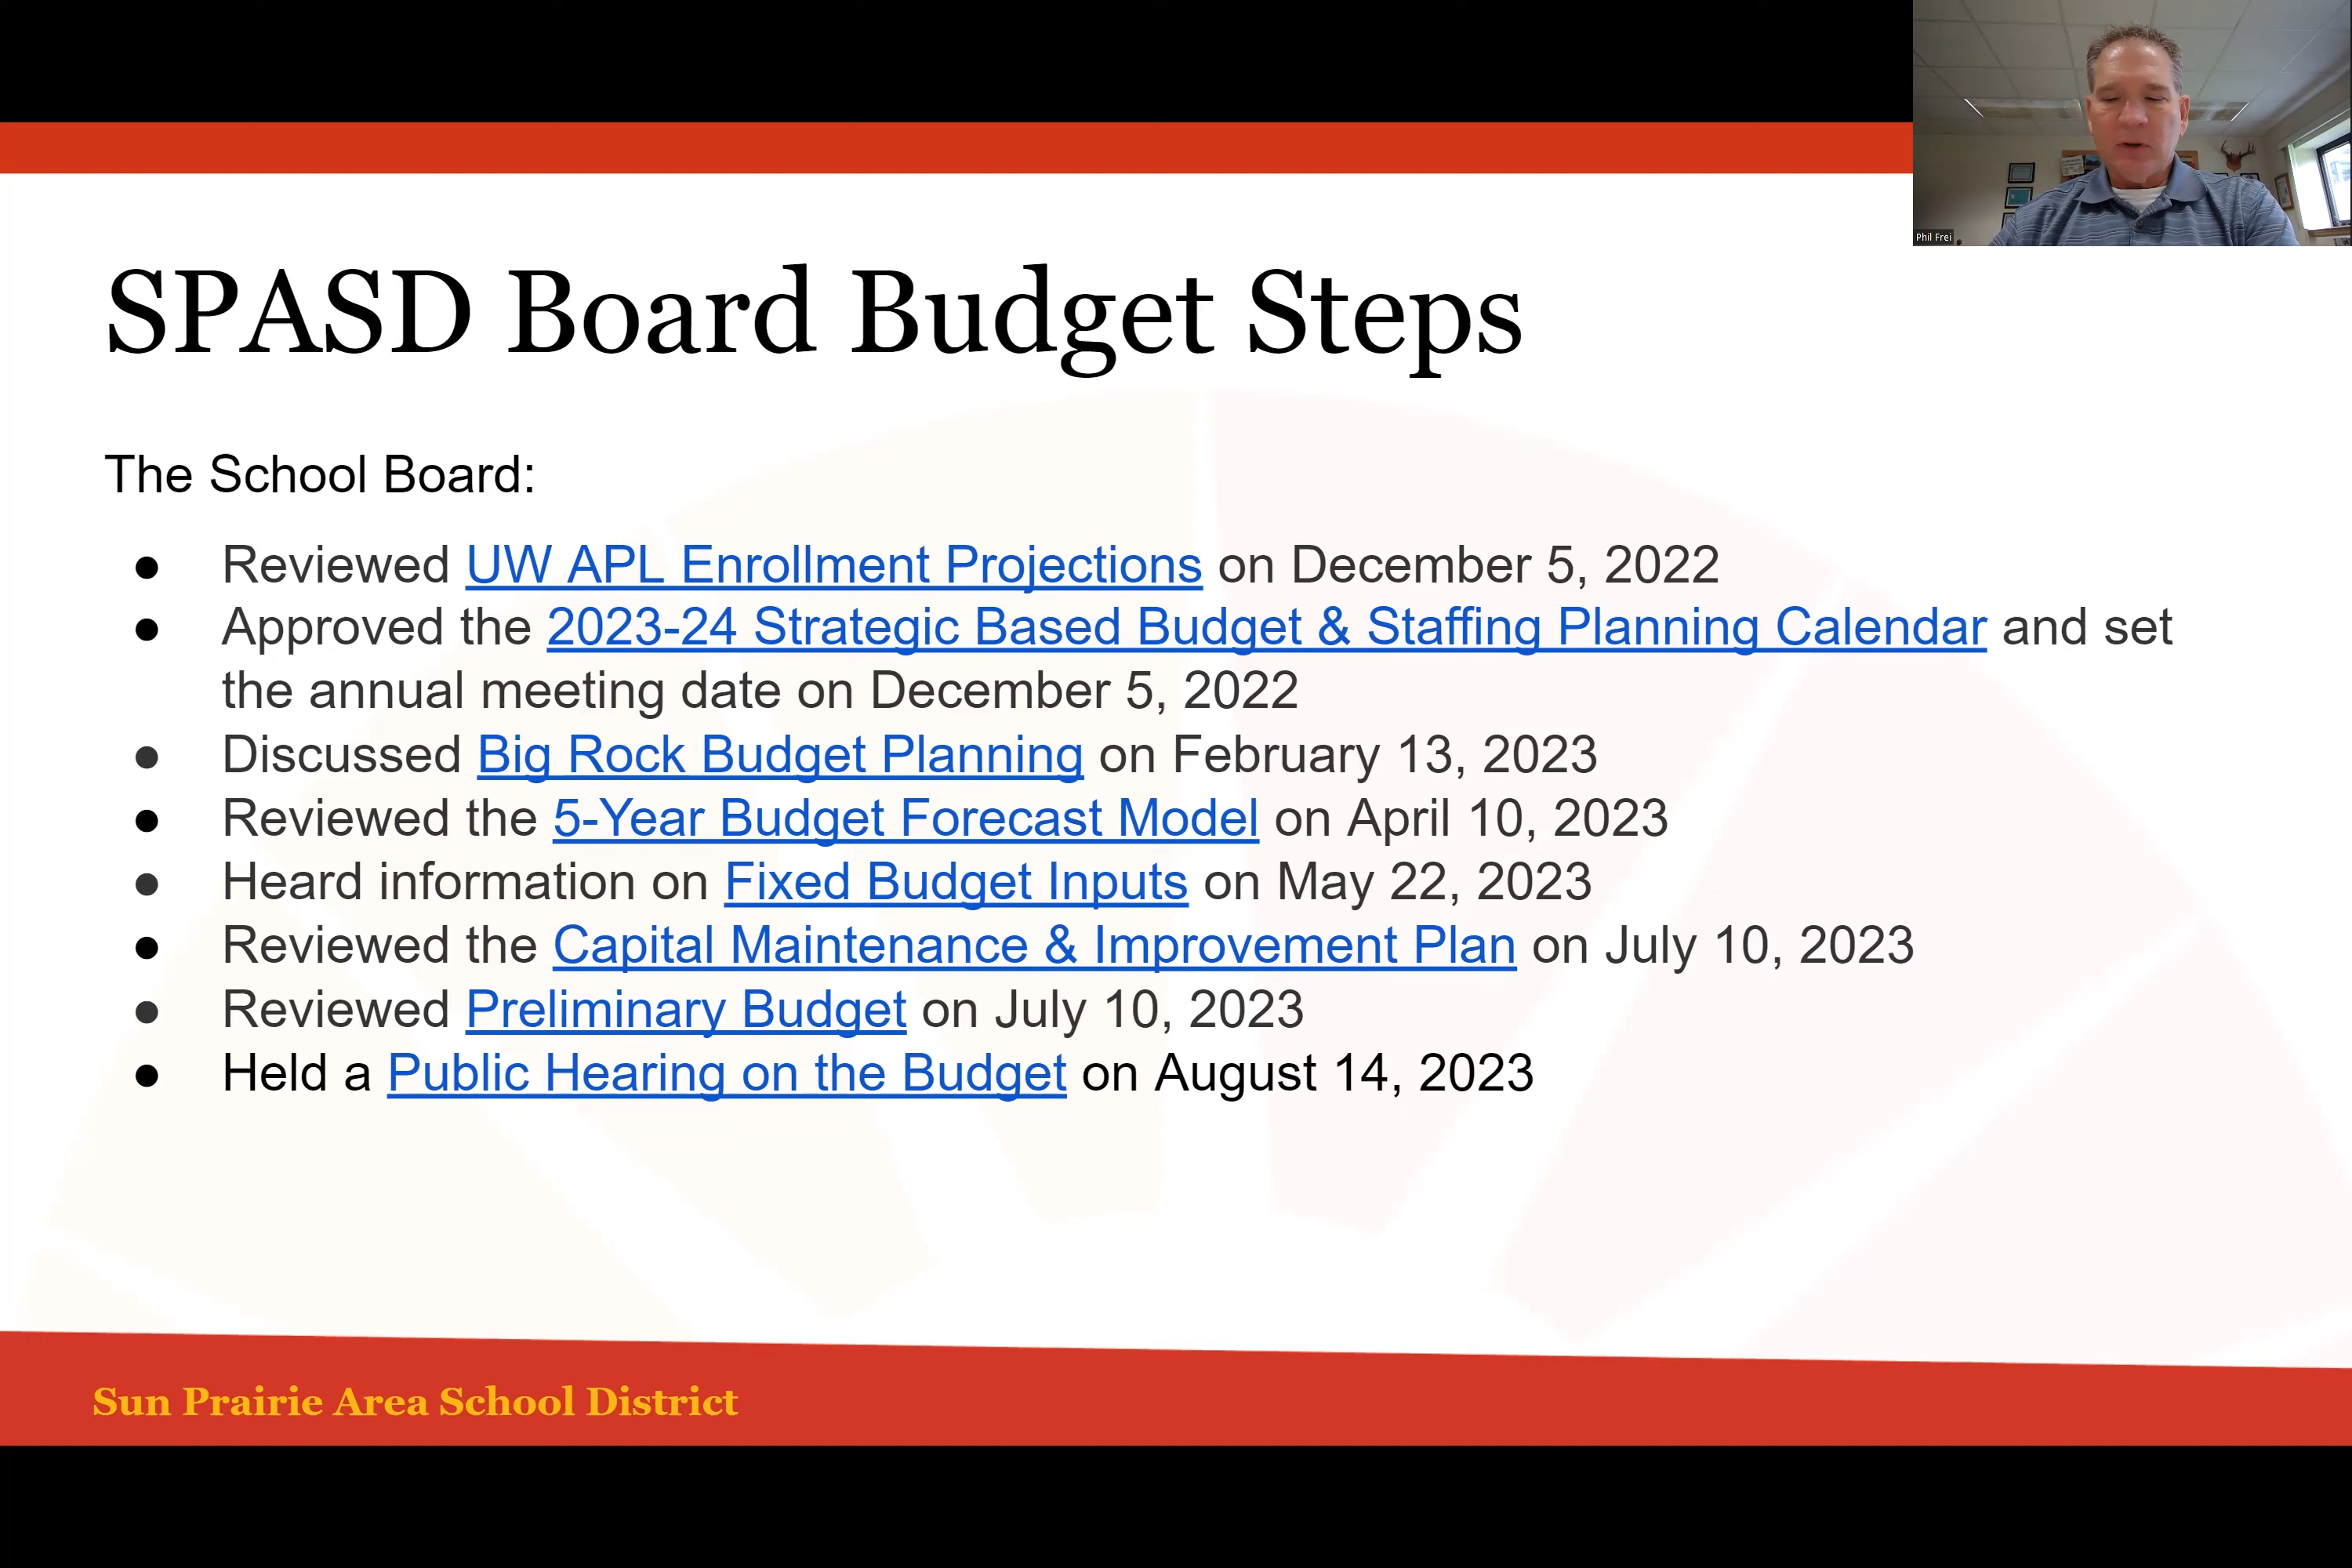 Phil Frei
SPASD Board Budget Steps
The School Board:
● Reviewed UW APL Enrollment Projections on December 5, 2022
● Approved the 2023-24 Strategic Based Budget & Staffing Planning Calendar and set
the annual meeting date on December 5, 2022
● Discussed Big Rock Budget Planning on February 13, 2023
● Reviewed the 5-Year Budget Forecast Model on April 10, 2023
● Heard information on Fixed Budget Inputs on May 22, 2023
● Reviewed the Capital Maintenance & Improvement Plan on July 10, 2023
● Reviewed Preliminary Budget on July 10, 2023
● Held a Public Hearing on the Budget on August 14, 2023
Sun Prairie Area School District